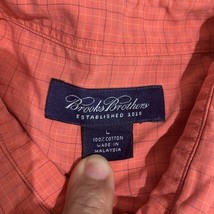 Brooks Brothers
ESTABLISHED 1818
L
100% COTTON
MADE IN
MALAYSIA